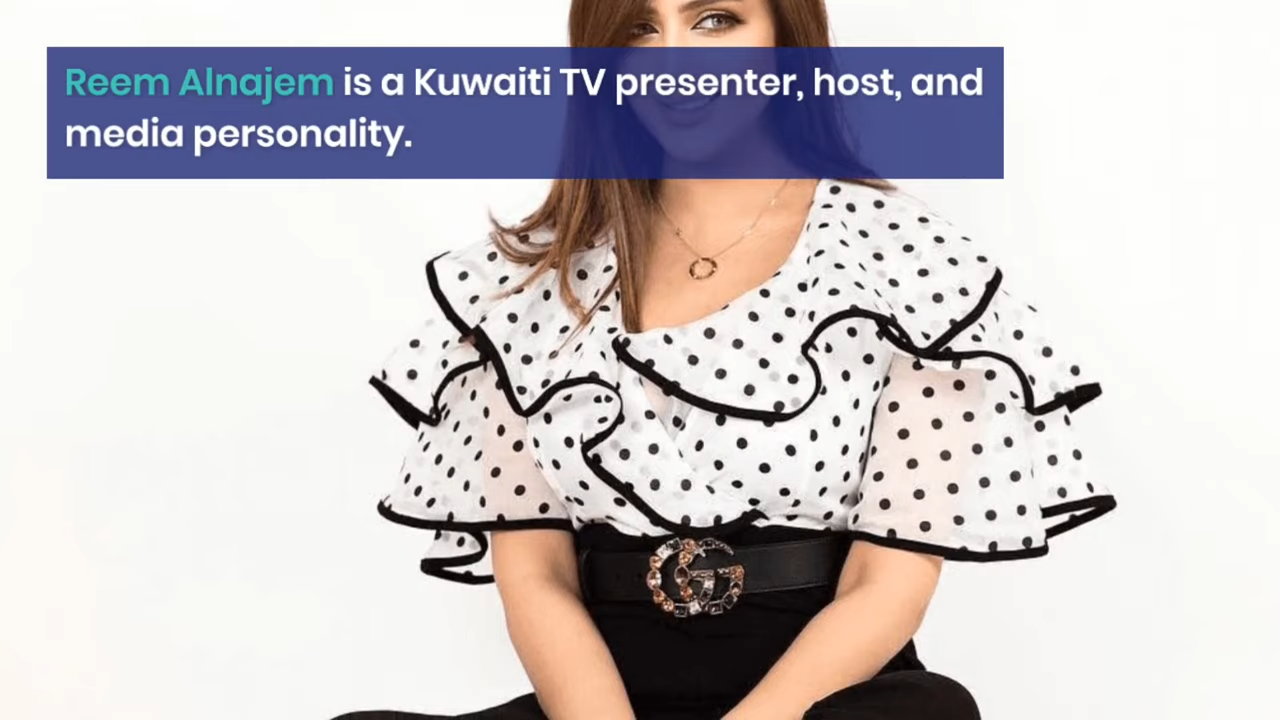 Reem Alnajem is a Kuwaiti TV presenter, host, and
media personality.